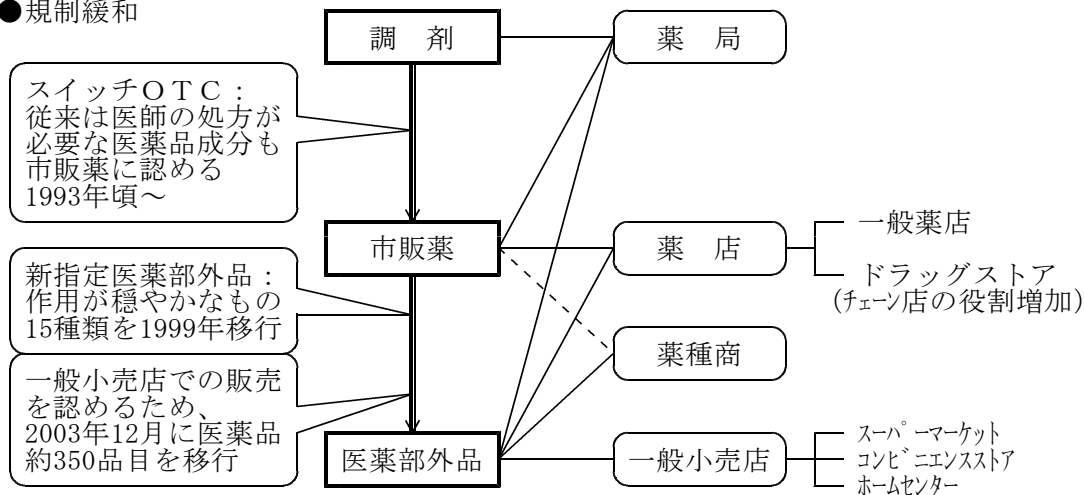 ●規制緩和
調　剤
薬　局
スイッチＯＴＣ：
従来は医師の処方が
必要な医薬品成分も
市販薬に認める
1993年頃～
市販薬
薬　店
一般薬店
ドラッグストア
(ﾁｪｰﾝ店の役割増加)
新指定医薬部外品：
作用が穏やかなもの
15種類を1999年移行
薬種商
一般小売店での販売
を認めるため、
2003年12月に医薬品
約350品目を移行
医薬部外品
一般小売店
ｽｰﾊﾟｰﾏｰｹｯﾄ
ｺﾝﾋﾞﾆｴﾝｽｽﾄｱ
ﾎｰﾑｾﾝﾀｰ